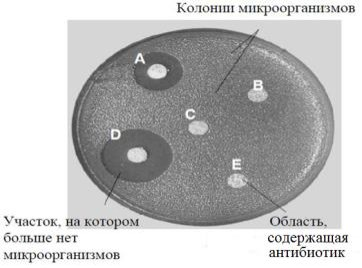 Колонии микроорганизмов
A
B
C
D
E
Участок, на котором
больше нет
микроорганизмов
Область,
содержащая
антибиотик